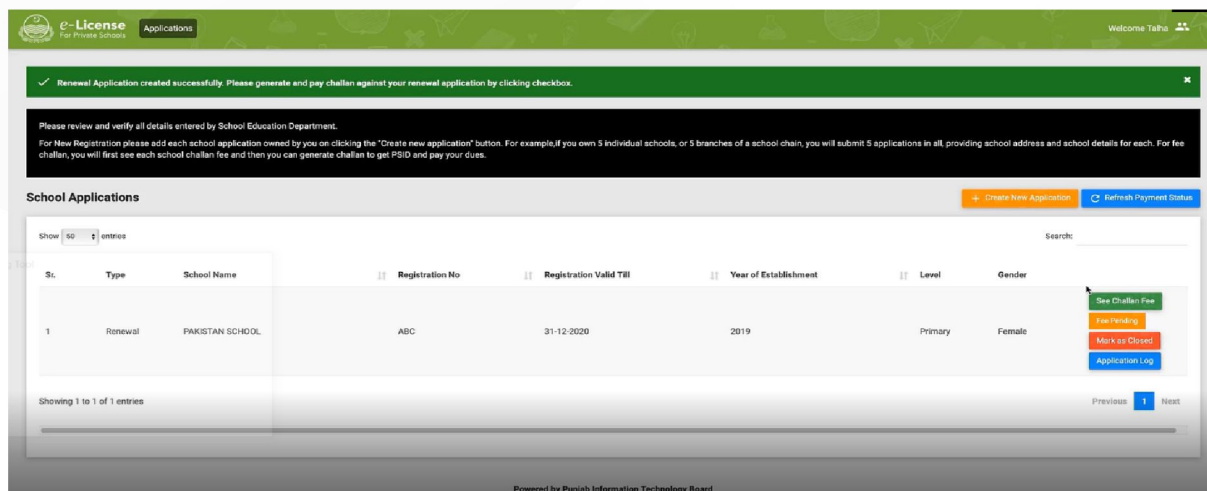 e-License
For Private Schools
Applications
Welcome Talha
Renewal Application created successfully. Please generate and pay challan against your renewal application by clicking checkbox.
Please review and verify all details entered by School Education Department.
For New Registration please add each school application owned by you on clicking the "Create new application" button. For example,if you own 5 individual schools, or 5 branches of a school chain, you will submit 5 applications in all, providing school address and school details for each. For fee
challan, you will first see each school challan fee and then you can generate challan to get PSID and pay your dues.
School Applications
+ Create New Application
Refresh Payment Status
Show 50 entries
Search:
Sr. Type School Name Registration No Registration Valid Till Year of Establishment Level Gender
See Challan Fee
Fee Pending
1 Renewal PAKISTAN SCHOOL ABC 31-12-2020 2019 Primary Female
Mark as Closed
Application Log
Showing 1 to 1 of 1 entries
Previous 1 Next
Powered by Punjab Information Technology Board